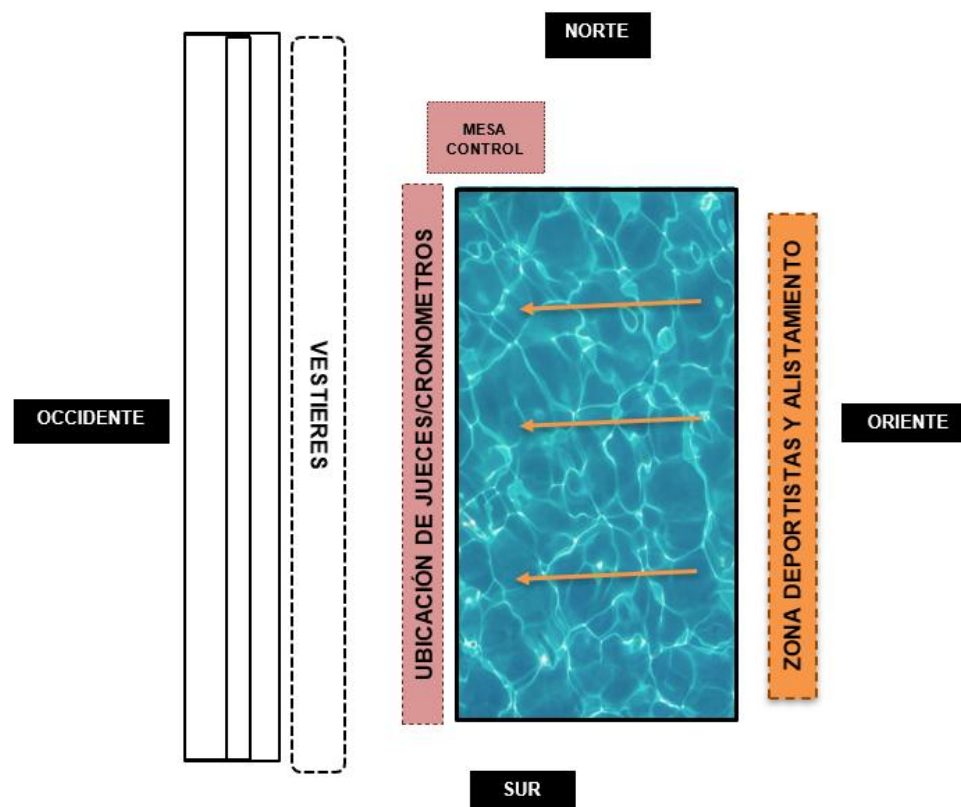 NORTE
MESA
CONTROL
OCCIDENTE
VESTIERES
UBICACIÓN DE JUECES/CRONOMETROS
ZONA DEPORTISTAS Y ALISTAMIENTO
ORIENTE
SUR